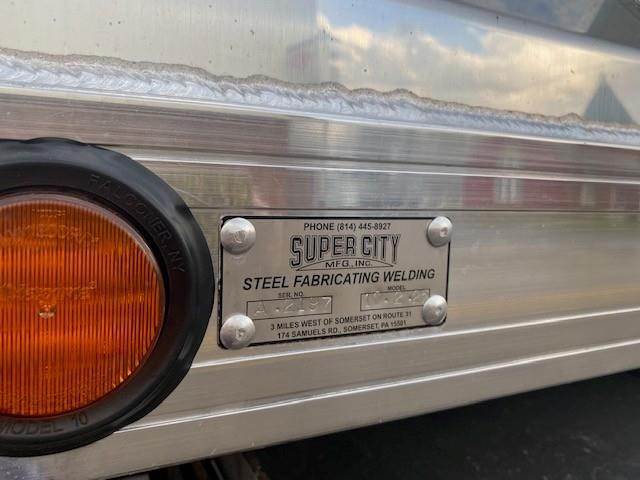 PHONE (814) 445-8927
SUPER CITY
MFG., INC.
STEEL FABRICATING WELDING
SER. NO. MODEL
A.2197
3 MILES WEST OF SOMERSET ON ROUTE 31
174 SAMUELS RD., SOMERSET, PA 15501
FALCONER, NY
MODEL 10